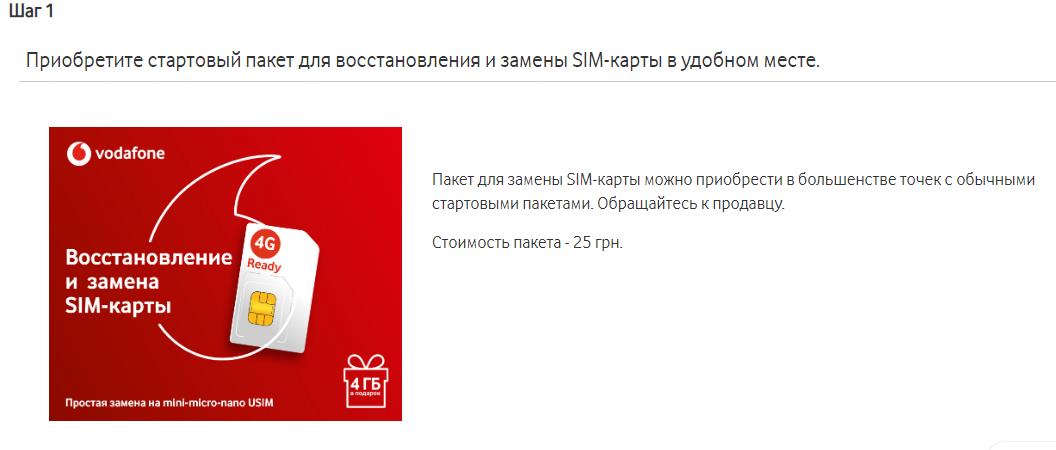 Шаг 1
Приобретите стартовый пакет для восстановления и замены SIM-карты в удобном месте.
vodafone
4G
Ready
Восстановление
и замена
SIM-карты
4 ГБ
в подарок
Простая замена на mini-micro-nano USIM
Пакет для замены SIM-карты можно приобрести в большенстве точек с обычными
стартовыми пакетами. Обращайтесь к продавцу.
Стоимость пакета - 25 грн.